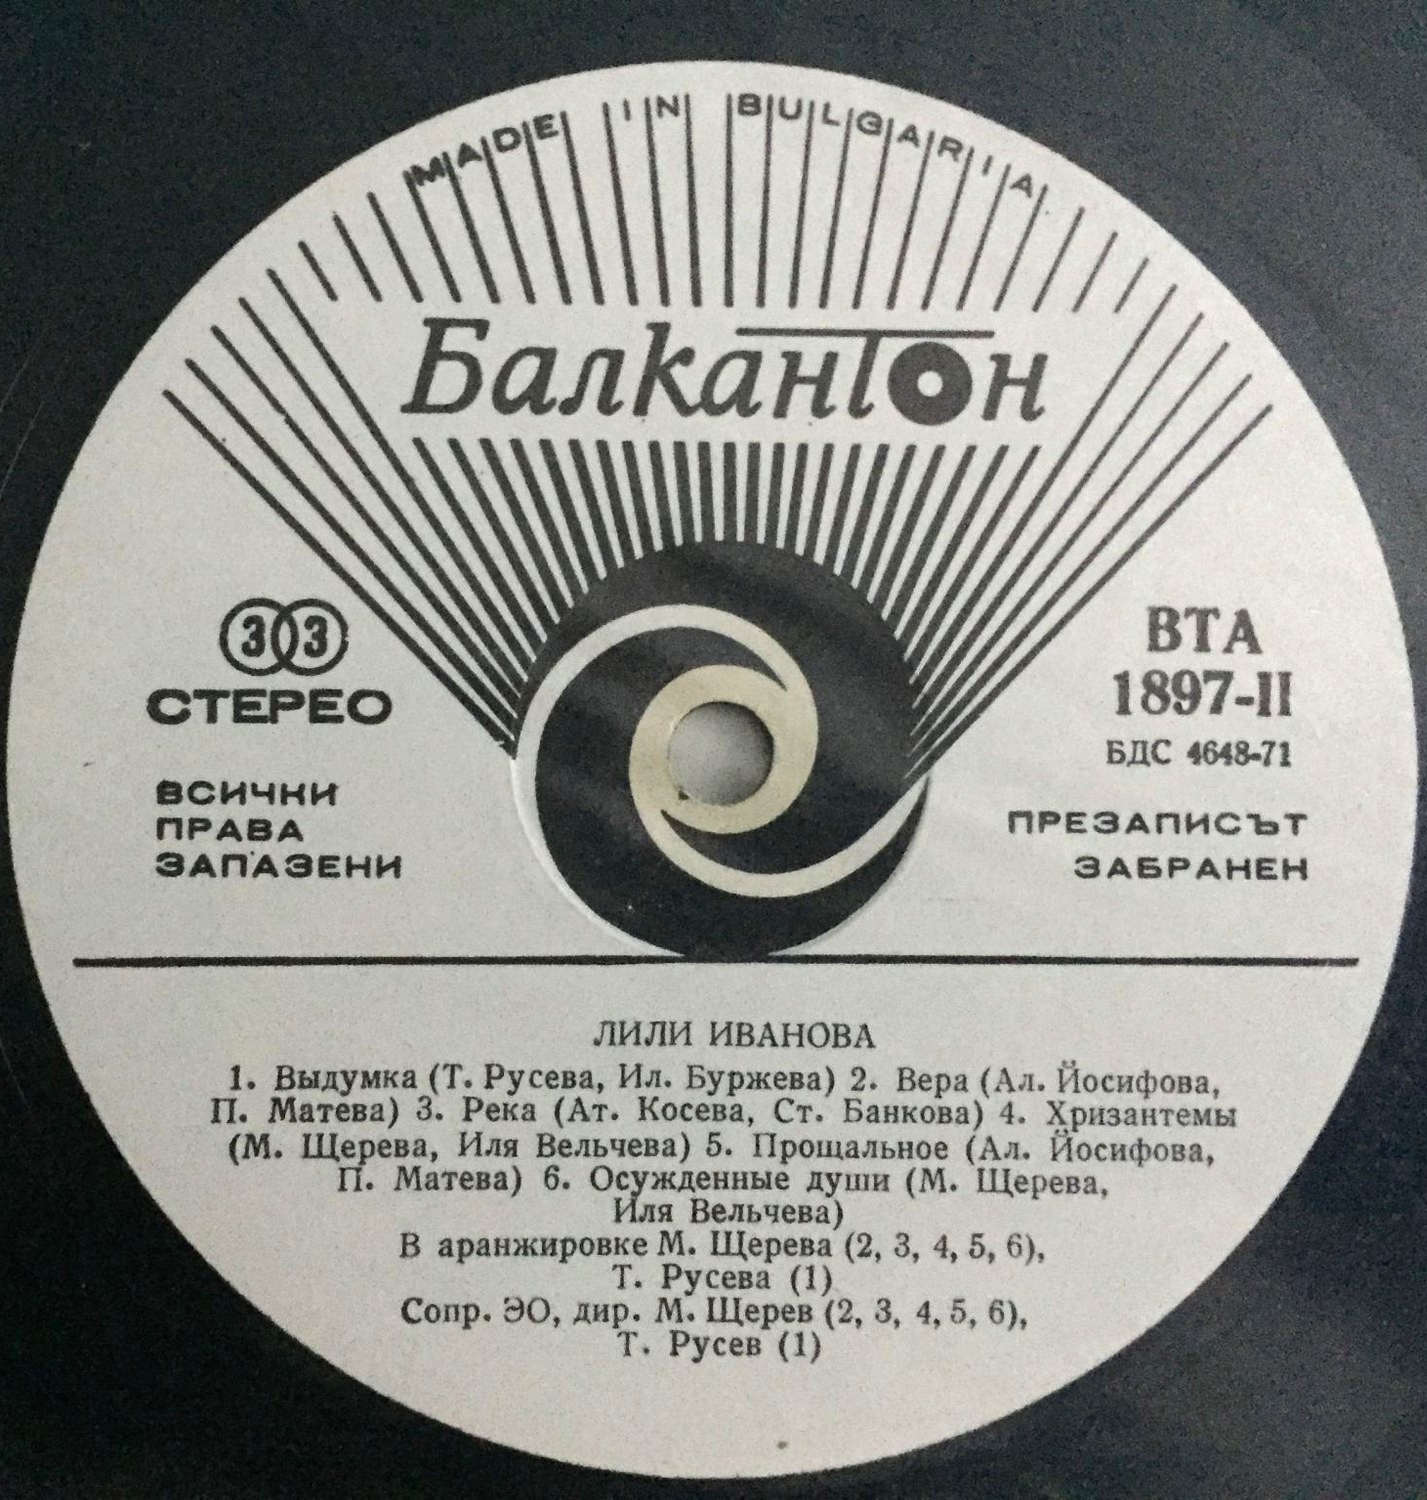 MADE IN BULGARIA
Балкантон
33
СТЕРЕО
ВСИЧКИ
ПРАВА
ЗАПАЗЕНИ
ВТА
1897-II
БДС 4648-71
ПРЕЗАПИСЪТ
ЗАБРАНЕН
ЛИЛИ ИВАНОВА
1. Выдумка (Т. Русева, Ил. Буржева) 2. Вера (Ал. Йосифова,
П. Матева) 3. Река (Ат. Косева, Ст. Банкова) 4. Хризантемы
(М. Щерева, Иля Вельчева) 5. Прощальное (Ал. Йосифова,
П. Матева) 6. Осужденные души (М. Щерева,
Иля Вельчева)
В аранжировке М. Щерева (2, 3, 4, 5, 6),
Т. Русева (1)
Сопр. ЭО, дир. М. Щерев (2, 3, 4, 5, 6),
Т. Русев (1)